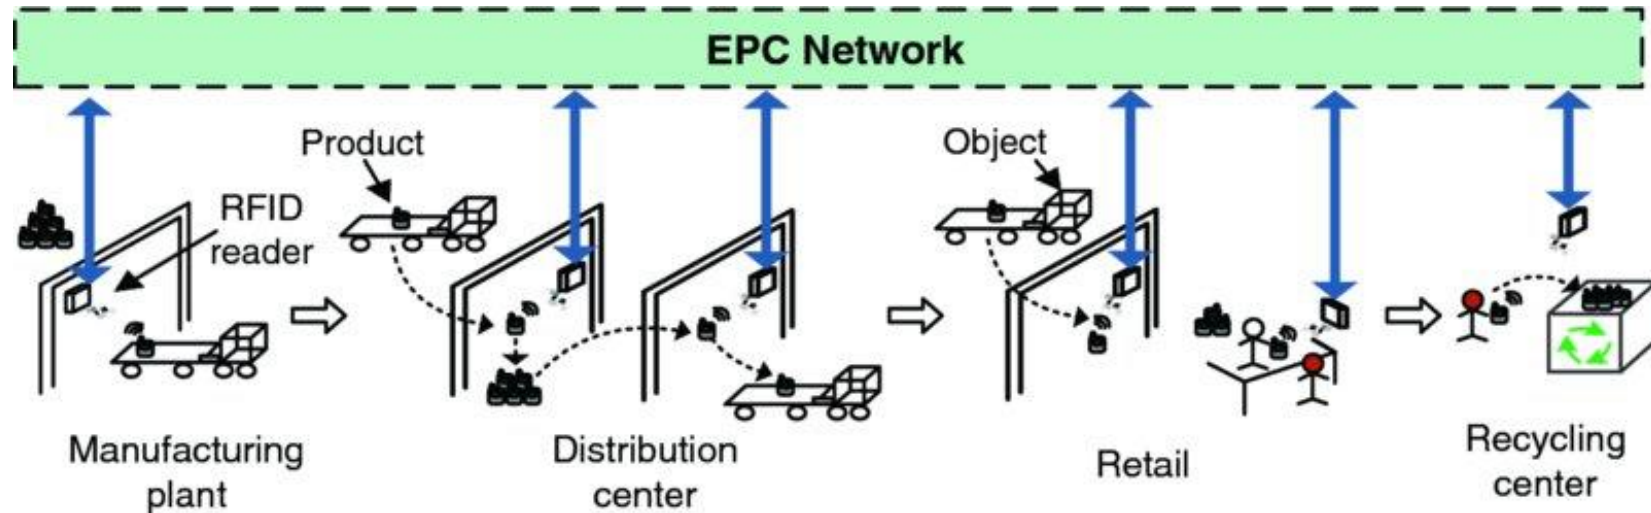 EPC Network
Product
Object
RFID
reader
Manufacturing
plant
Distribution
center
Retail
Recycling
center